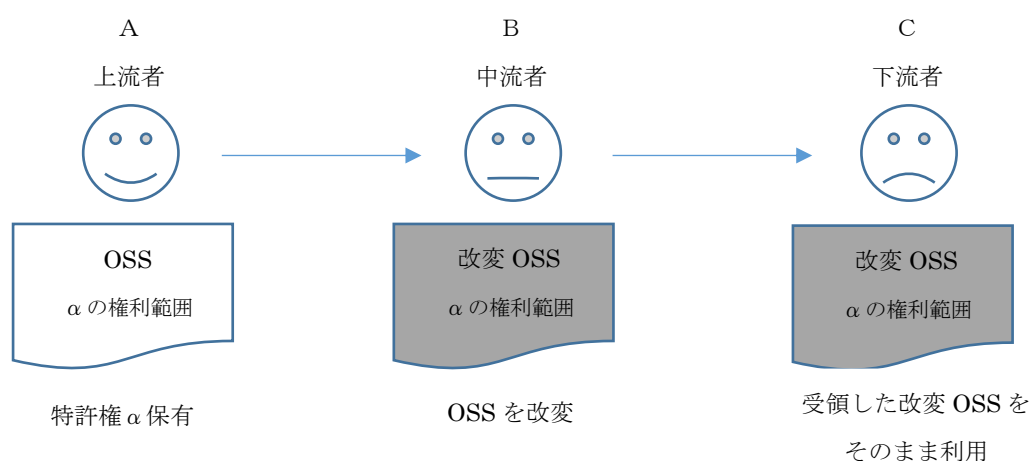 A
上流者
OSS
αの権利範囲
特許権α保有
B
中流者
改変 OSS
αの権利範囲
OSS を改変
C
下流者
改変 OSS
αの権利範囲
受領した改変 OSS を
そのまま利用